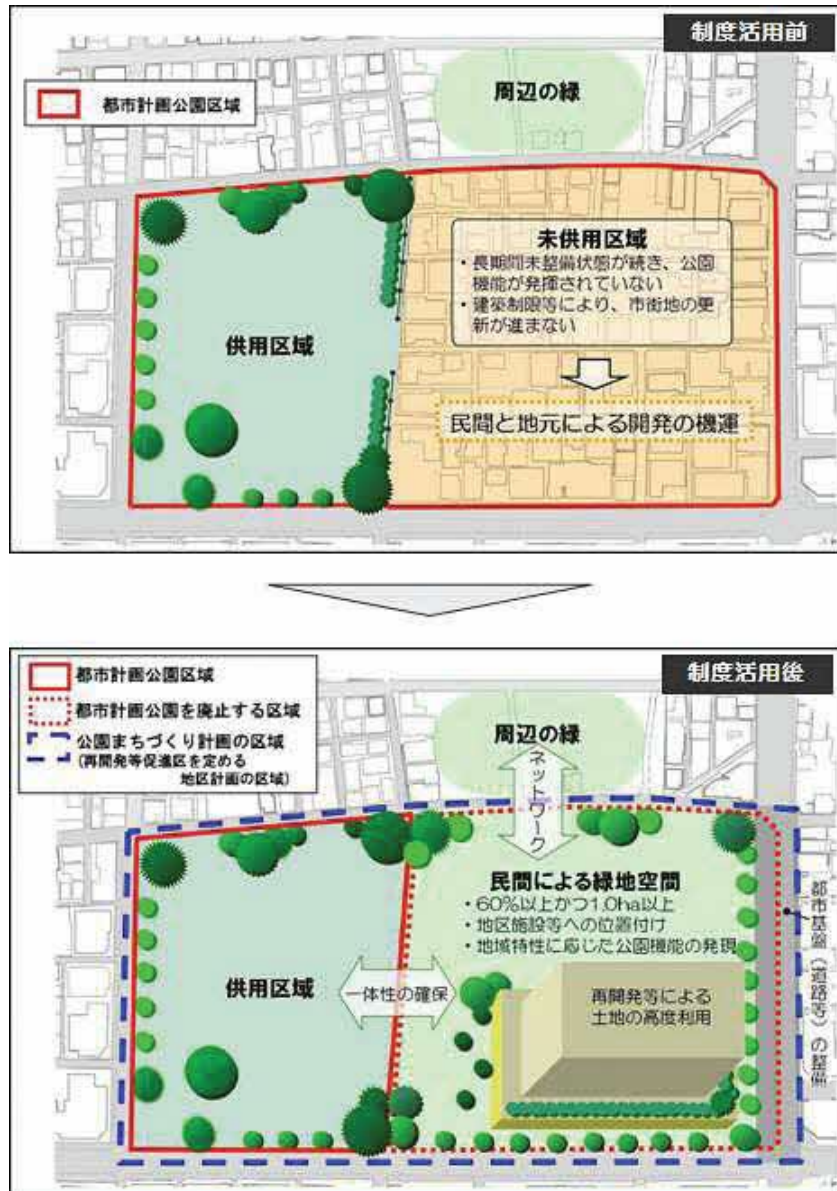 制度活用前
都市計画公園区域
周辺の緑
未供用区域
・長期間未整備状態が続き、公園
機能が発揮されていない
・建築制限等により、市街地の更
新が進まない
供用区域
民間と地元による開発の機運
制度活用後
都市計画公園区域
都市計画公園を廃止する区域
公園まちづくり計画の区域
(再開発等促進区を定める
地区計画の区域)
周辺の緑
ネットワーク
民間による緑地空間
・60%以上かつ1.0ha以上
・地区施設等への位置付け
・地域特性に応じた公園機能の発現
供用区域
一体性の確保
再開発等による
土地の高度利用
都市基盤（道路等）の整備